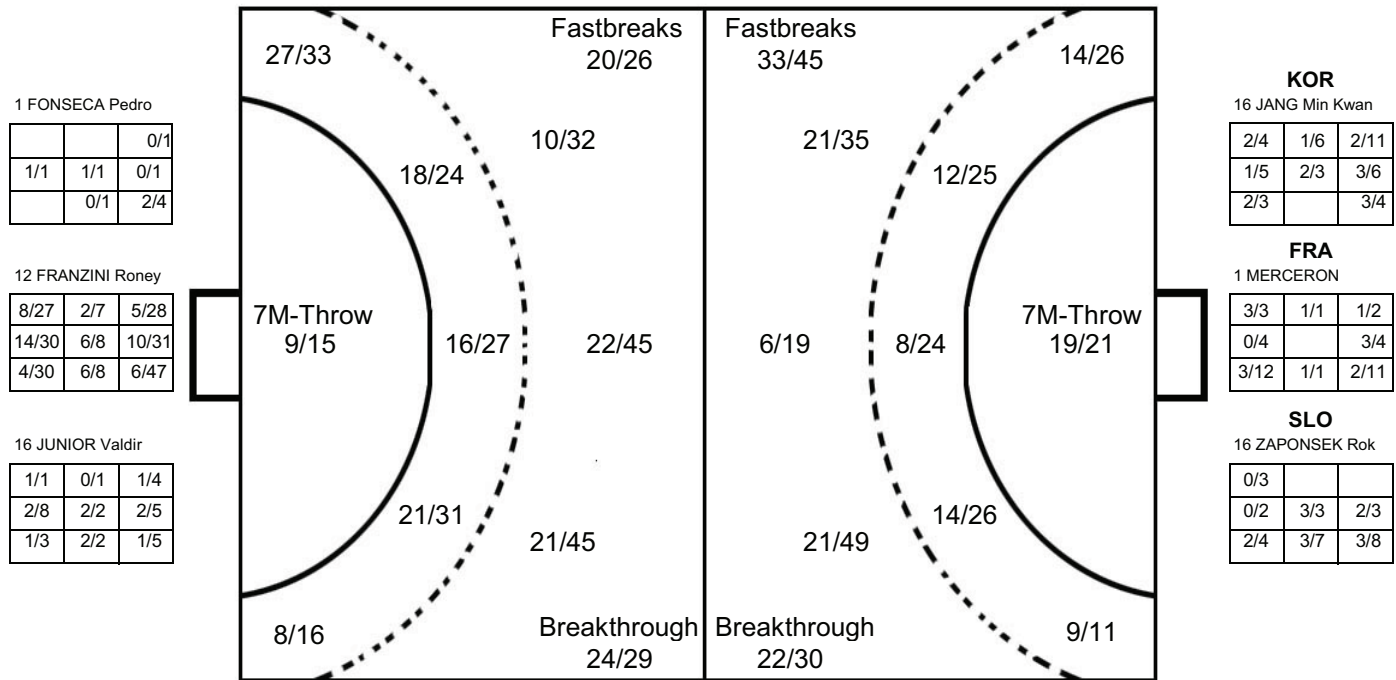 1 FONSECA Pedro
0/1
1/1 1/1 0/1
0/1 2/4
12 FRANZINI Roney
8/27 2/7 5/28
14/30 6/8 10/31
4/30 6/8 6/47
16 JUNIOR Valdir
1/1 0/1 1/4
2/8 2/2 2/5
1/3 2/2 1/5
27/33
Fastbreaks
20/26
10/32
18/24
7M-Throw
9/15
16/27
22/45
21/31
21/45
8/16
Breakthrough
24/29
Fastbreaks
33/45
14/26
21/35
12/25
6/19
8/24
7M-Throw
19/21
14/26
21/49
Breakthrough
22/30
9/11
KOR
16 JANG Min Kwan
2/4 1/6 2/11
1/5 2/3 3/6
2/3 3/4
FRA
1 MERCERON
3/3 1/1 1/2
0/4 3/4
3/12 1/1 2/11
SLO
16 ZAPONSEK Rok
0/3
0/2 3/3 2/3
2/4 3/7 3/8